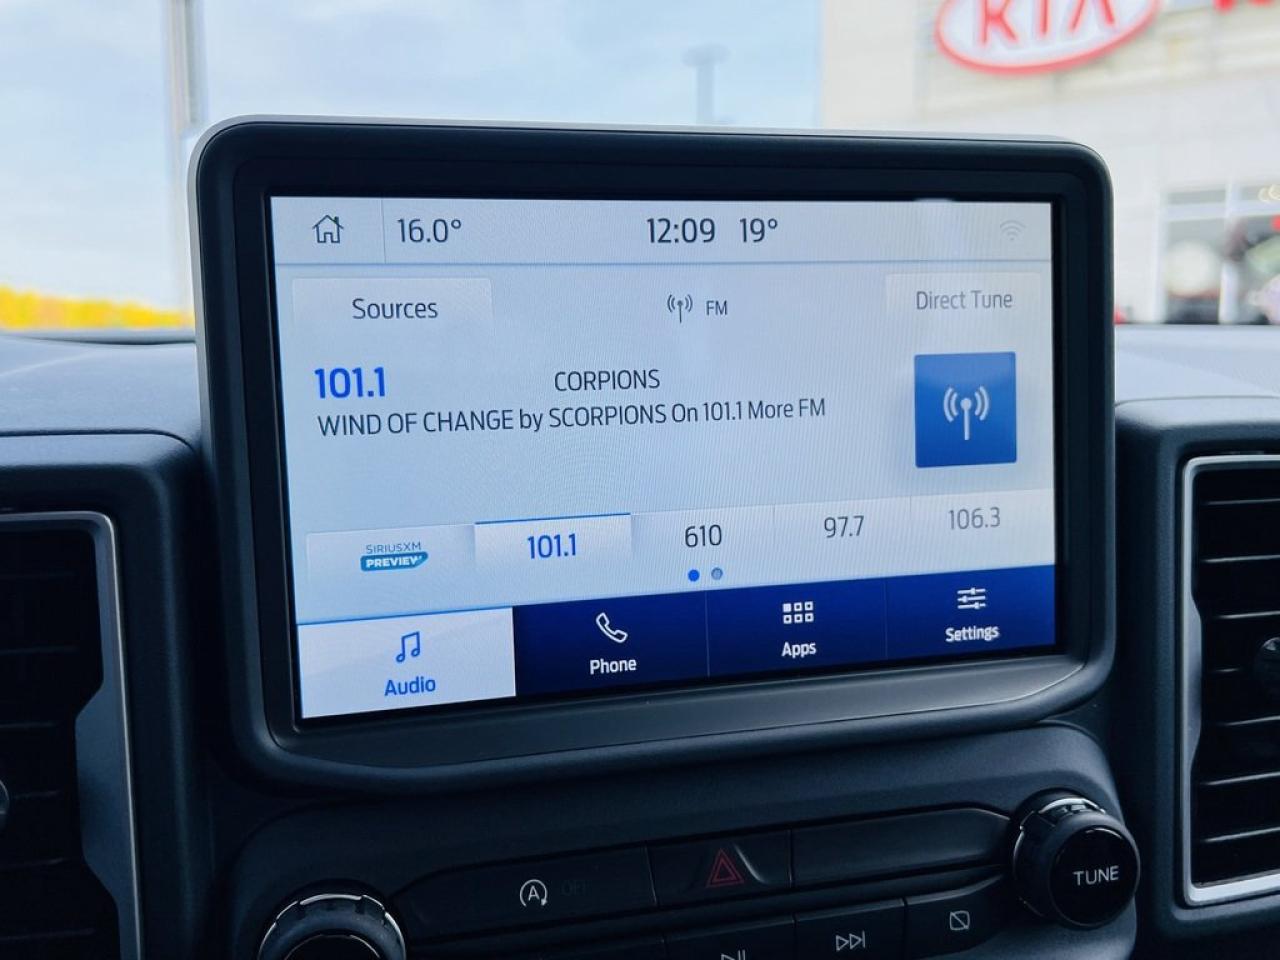 KIA
16.0°
12:09 19°
Sources
FM
Direct Tune
101.1
CORPIONS
WIND OF CHANGE by SCORPIONS On 101.1 More FM
SIRIUSXM
PREVIEW
101.1
610
97.7
106.3
Audio
Phone
Apps
Settings
A OFF
TUNE